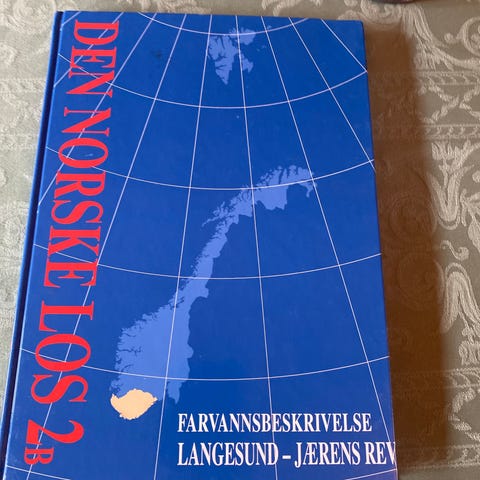 DEN NORSKE LOS 2B
FARVANNSBESKRIVELSE
LANGESUND – JÆRENS REV